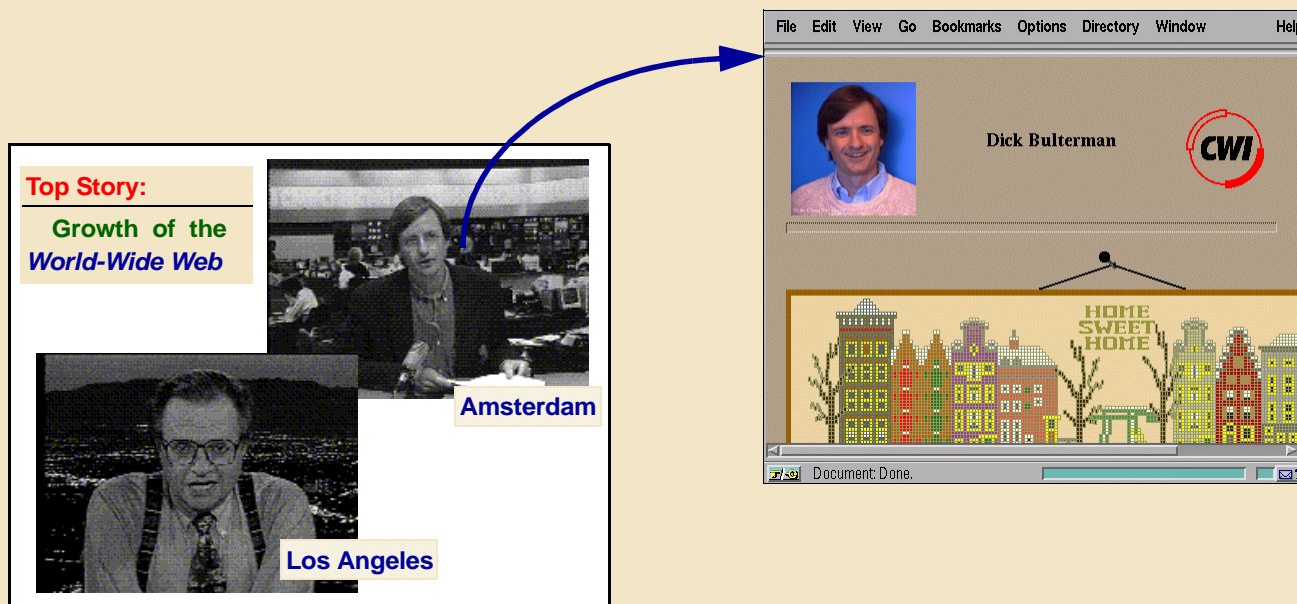 Top Story:
Growth of the
World-Wide Web
Amsterdam
Los Angeles
File Edit View Go Bookmarks Options Directory Window Help
Dick Bulterman
CWI
HOME
SWEET
HOME
Document: Done.